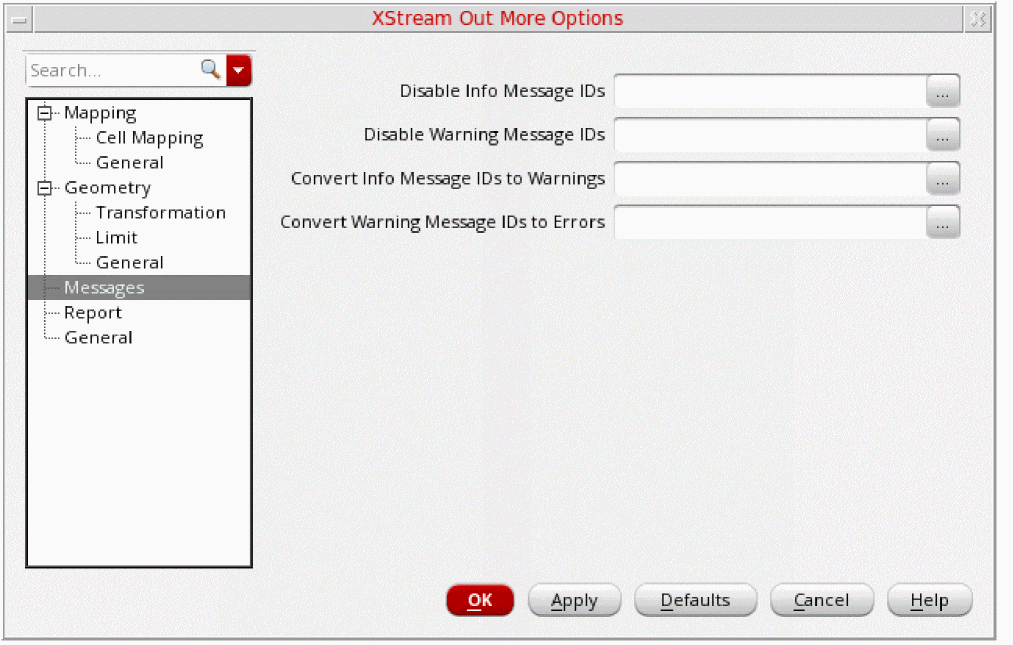 XStream Out More Options
Search...
Mapping
Cell Mapping
General
Geometry
Transformation
Limit
General
Messages
Report
General
Disable Info Message IDs
...
Disable Warning Message IDs
...
Convert Info Message IDs to Warnings
...
Convert Warning Message IDs to Errors
...
OK Apply Defaults Cancel Help